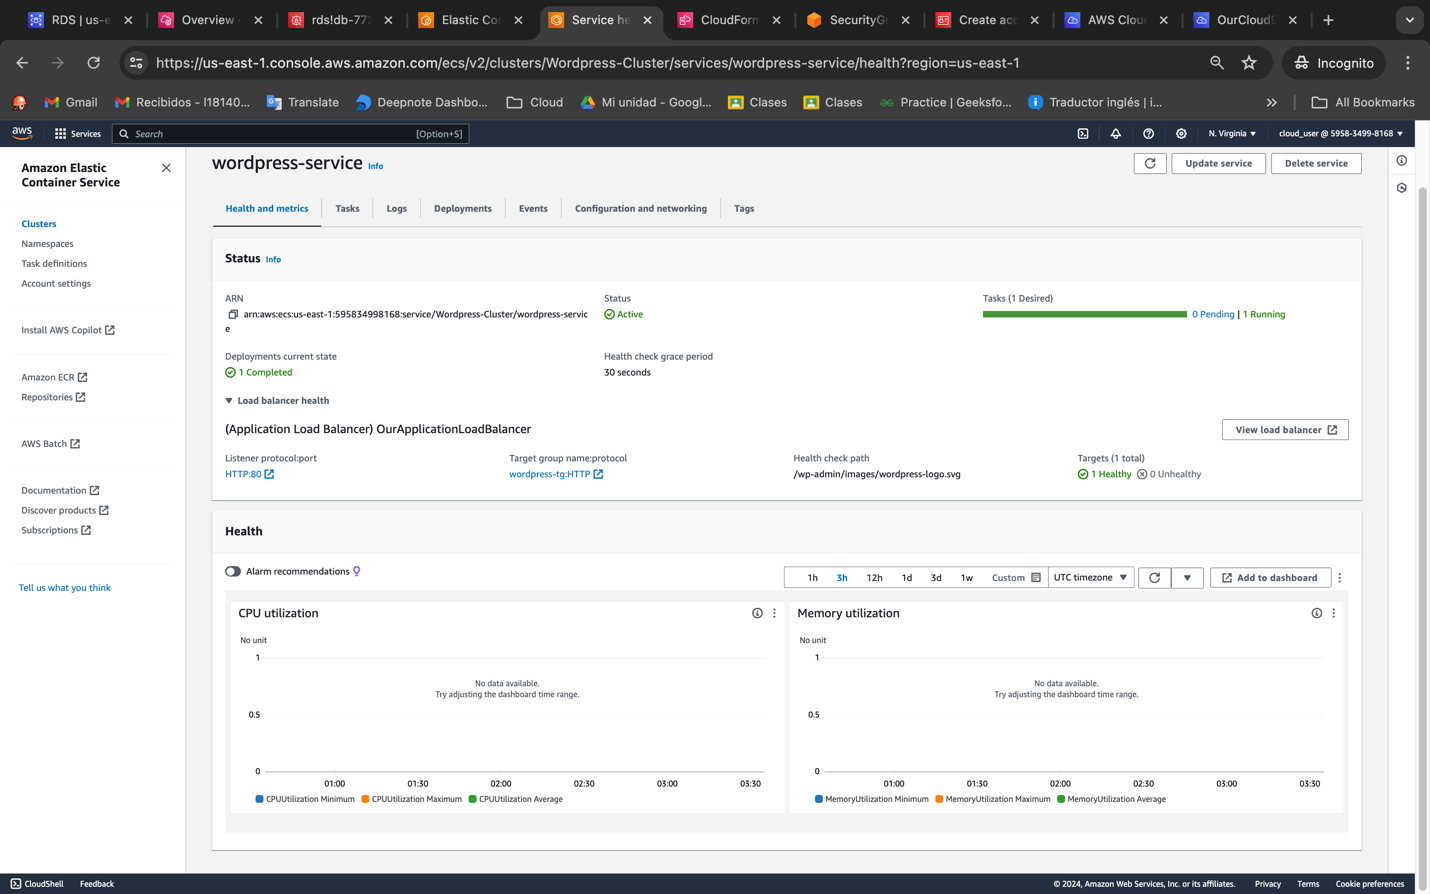 RDS | us-e
Overview -
rds!db-773
Elastic Con
Service he
CloudForm
SecurityGr
Create acc
AWS Clou
OurCloud9
https://us-east-1.console.aws.amazon.com/ecs/v2/clusters/Wordpress-Cluster/services/wordpress-service/health?region=us-east-1
Incognito
Gmail
Recibidos - l18140...
Translate
Deepnote Dashbo...
Cloud
Mi unidad - Googl...
Clases
Clases
Practice | Geeksfo...
Traductor inglés | i...
All Bookmarks
aws
Services
Search
[Option+S]
N. Virginia
cloud_user @ 5958-3499-8168
Amazon Elastic
Container Service
Clusters
Namespaces
Task definitions
Account settings
Install AWS Copilot
Amazon ECR
Repositories
AWS Batch
Documentation
Discover products
Subscriptions
Tell us what you think
wordpress-service Info
Update service
Delete service
Health and metrics
Tasks
Logs
Deployments
Events
Configuration and networking
Tags
Status Info
ARN
arn:aws:ecs:us-east-1:595834998168:service/Wordpress-Cluster/wordpress-servic
e
Status
Active
Tasks (1 Desired)
0 Pending | 1 Running
Deployments current state
1 Completed
Health check grace period
30 seconds
Load balancer health
(Application Load Balancer) OurApplicationLoadBalancer
View load balancer
Listener protocol:port
HTTP:80
Target group name:protocol
wordpress-tg:HTTP
Health check path
/wp-admin/images/wordpress-logo.svg
Targets (1 total)
1 Healthy 0 Unhealthy
Health
Alarm recommendations
1h 3h 12h 1d 3d 1w Custom
UTC timezone
Add to dashboard
CPU utilization
No unit
1
No data available.
Try adjusting the dashboard time range.
0.5
0
01:00 01:30 02:00 02:30 03:00 03:30
CPUUtilization Minimum CPUUtilization Maximum CPUUtilization Average
Memory utilization
No unit
1
No data available.
Try adjusting the dashboard time range.
0.5
0
01:00 01:30 02:00 02:30 03:00 03:30
MemoryUtilization Minimum MemoryUtilization Maximum MemoryUtilization Average
CloudShell
Feedback
© 2024, Amazon Web Services, Inc. or its affiliates.
Privacy
Terms
Cookie preferences